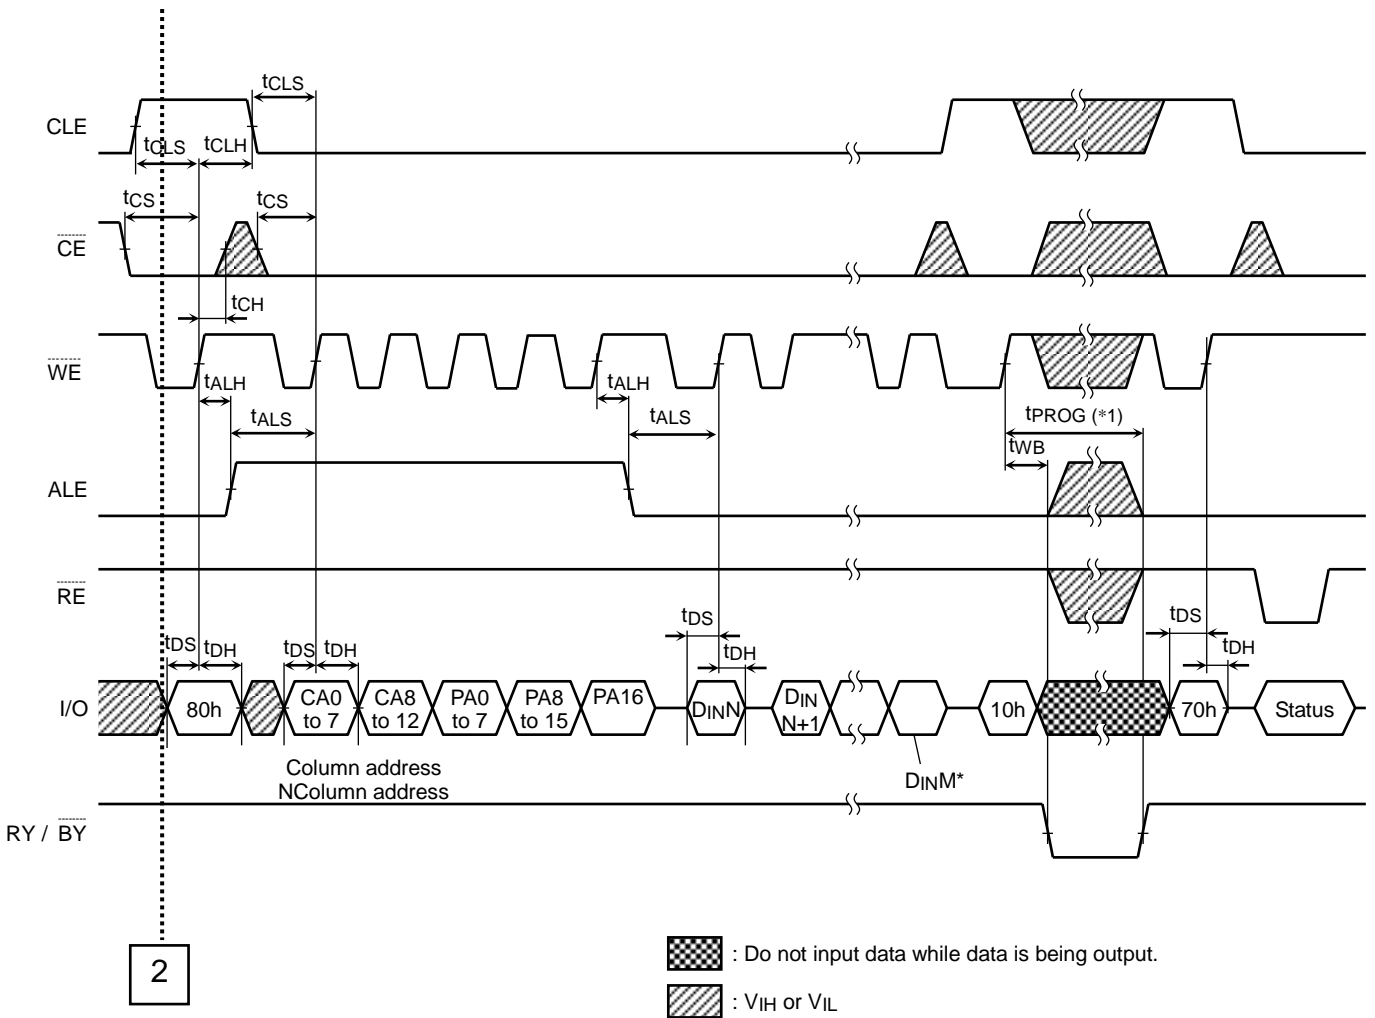 tCLS
CLE
tCLS
tCLH
tCS
tCS
CE
tCH
WE
tALH
tALH
tALS
tALS
tPROG (*1)
tWB
ALE
RE
tDS
tDH
tDS
tDH
tDS
tDH
tDS
tDH
I/O
80h
CA0 to 7
CA8 to 12
PA0 to 7
PA8 to 15
PA16
DINN
DIN N+1
10h
70h
Status
Column address
NColumn address
DINM*
RY / BY
2
: Do not input data while data is being output.
: VIH or VIL